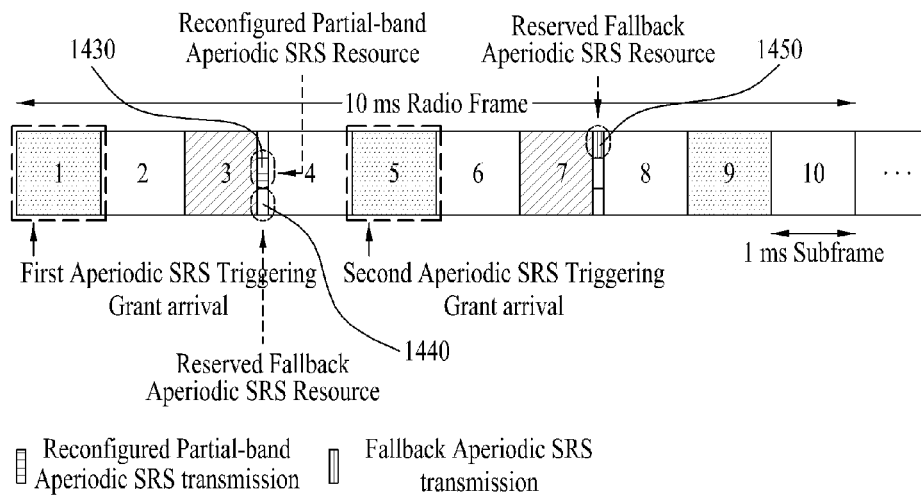 Reconfigured Partial-band
Aperiodic SRS Resource
Reserved Fallback
Aperiodic SRS Resource
1430
1450
10 ms Radio Frame
1 2 3 4 5 6 7 8 9 10 ...
1 ms Subframe
First Aperiodic SRS Triggering
Grant arrival
Second Aperiodic SRS Triggering
Grant arrival
1440
Reserved Fallback
Aperiodic SRS Resource
Reconfigured Partial-band
Aperiodic SRS transmission
Fallback Aperiodic SRS
transmission